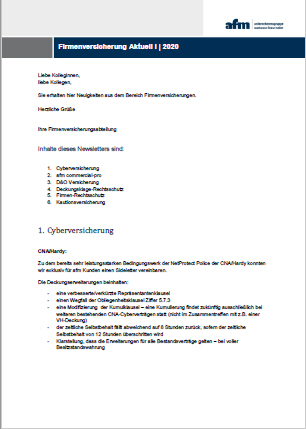 afm
Firmenversicherung Aktuell I | 2020
Liebe Kolleginnen,
liebe Kollegen,
Sie erhalten hier Neuigkeiten aus dem Bereich Firmenversicherungen.
Herzliche Grüße
Ihre Firmenversicherungsabteilung
Inhalte dieses Newsletters sind:
1. Cyberversicherung
2. afm commercial-pro
3. D&O Versicherung
4. Deckungsklage-Rechtsschutz
5. Firmen-Rechtsschutz
6. Kautionsversicherung
1. Cyberversicherung
CNA/Hardy:
Zu dem bereits sehr leistungsstarken Bedingungswerk der NetProtect Police der CNA/Hardy konnten
wir exklusiv für afm Kunden einen Sideletter vereinbaren.
Die Deckungserweiterungen beinhalten:
- eine verbesserte/verkürzte Repräsentantenklausel
- einen Wegfall der Obliegenheitsklausel Ziffer 5.7.3
- eine Modifizierung der Kumulklausel – eine Kumulierung findet zukünftig ausschließlich bei
weiteren bestehenden CNA-Cyberverträgen statt (nicht im Zusammentreffen mit z.B. einer
VH-Deckung)
- der zeitliche Selbstbehalt fällt abweichend auf 8 Stunden zurück, sofern der zeitliche
Selbstbehalt von 12 Stunden überschritten wird
- Klarstellung, dass die Erweiterungen für alle Bestandsverträge gelten – bei voller
Besitzstandswahrung